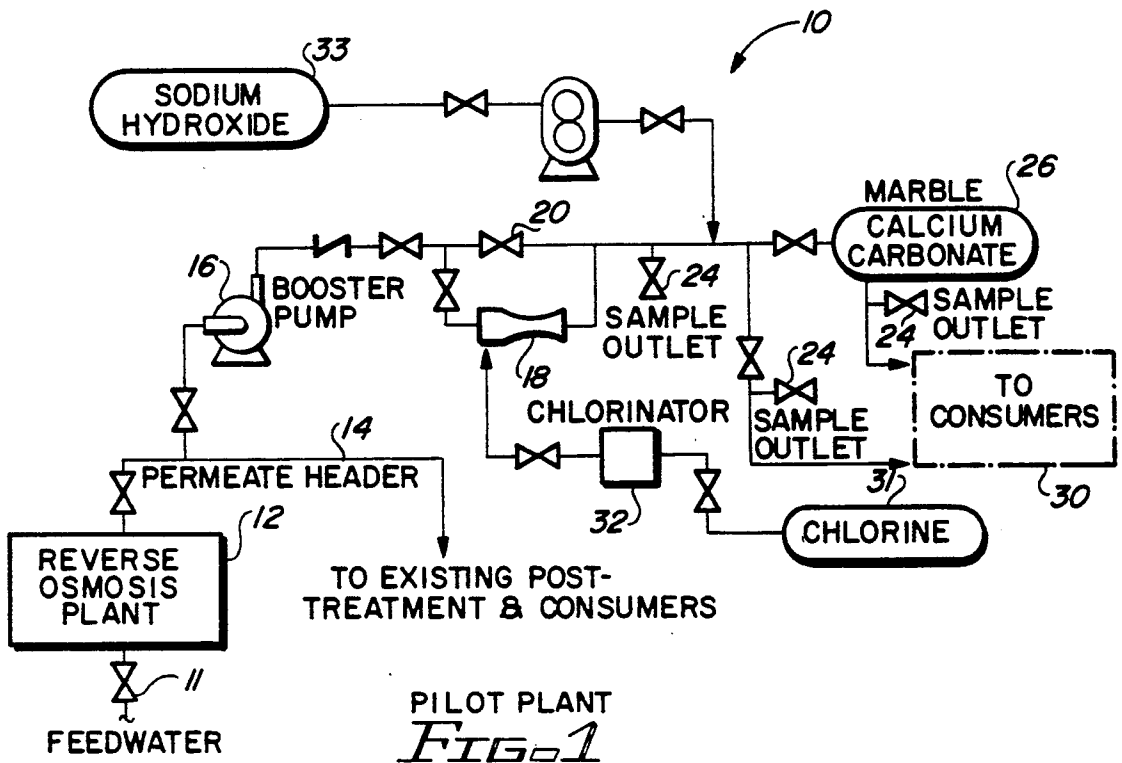 10
33
SODIUM
HYDROXIDE
MARBLE
26
CALCIUM
CARBONATE
20
16
BOOSTER
PUMP
24
SAMPLE
OUTLET
18
SAMPLE
OUTLET
24
TO
CONSUMERS
24
SAMPLE
OUTLET
CHLORINATOR
14
PERMEATE HEADER
32
31
30
CHLORINE
12
REVERSE
OSMOSIS
PLANT
TO EXISTING POST-
TREATMENT & CONSUMERS
11
FEEDWATER
PILOT PLANT
FIG. 1